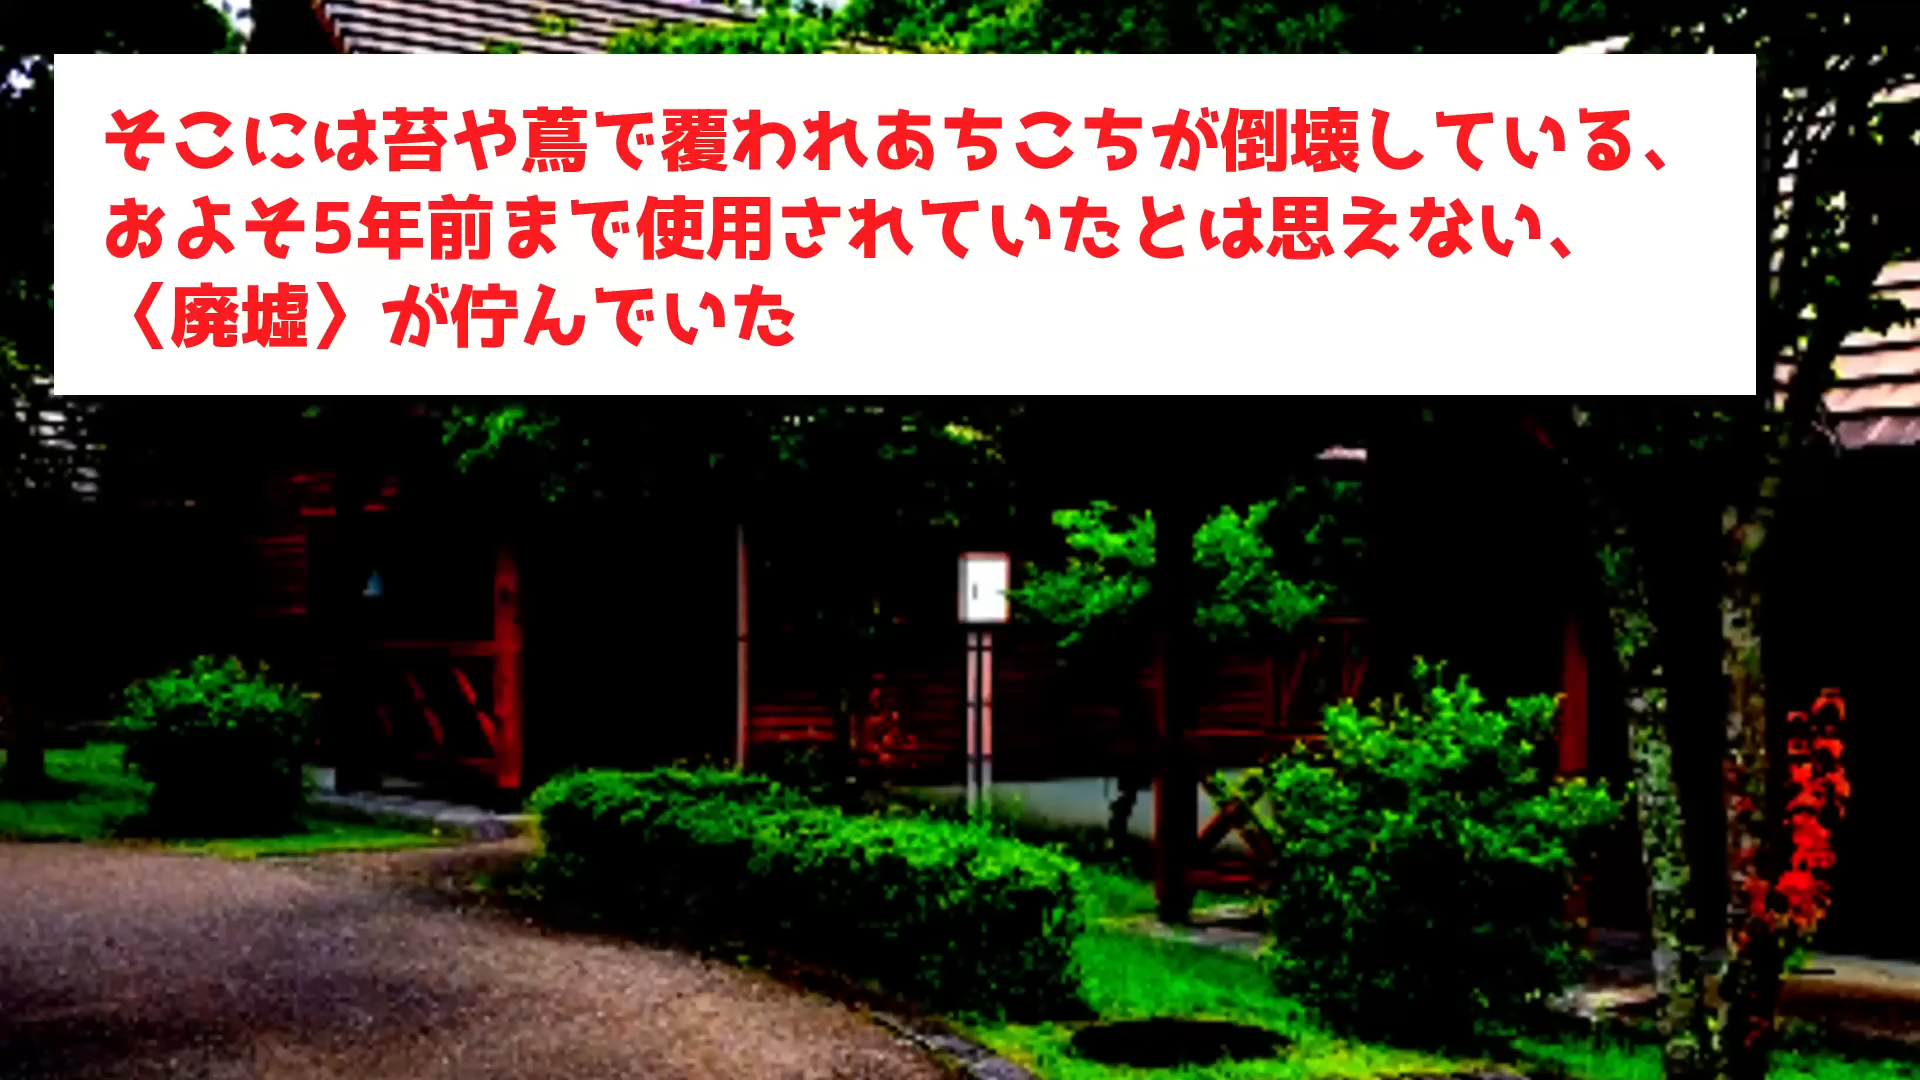 そこには苔や蔦で覆われあちこちが倒壊している、
およそ5年前まで使用されていたとは思えない、
〈廃墟〉が佇んでいた